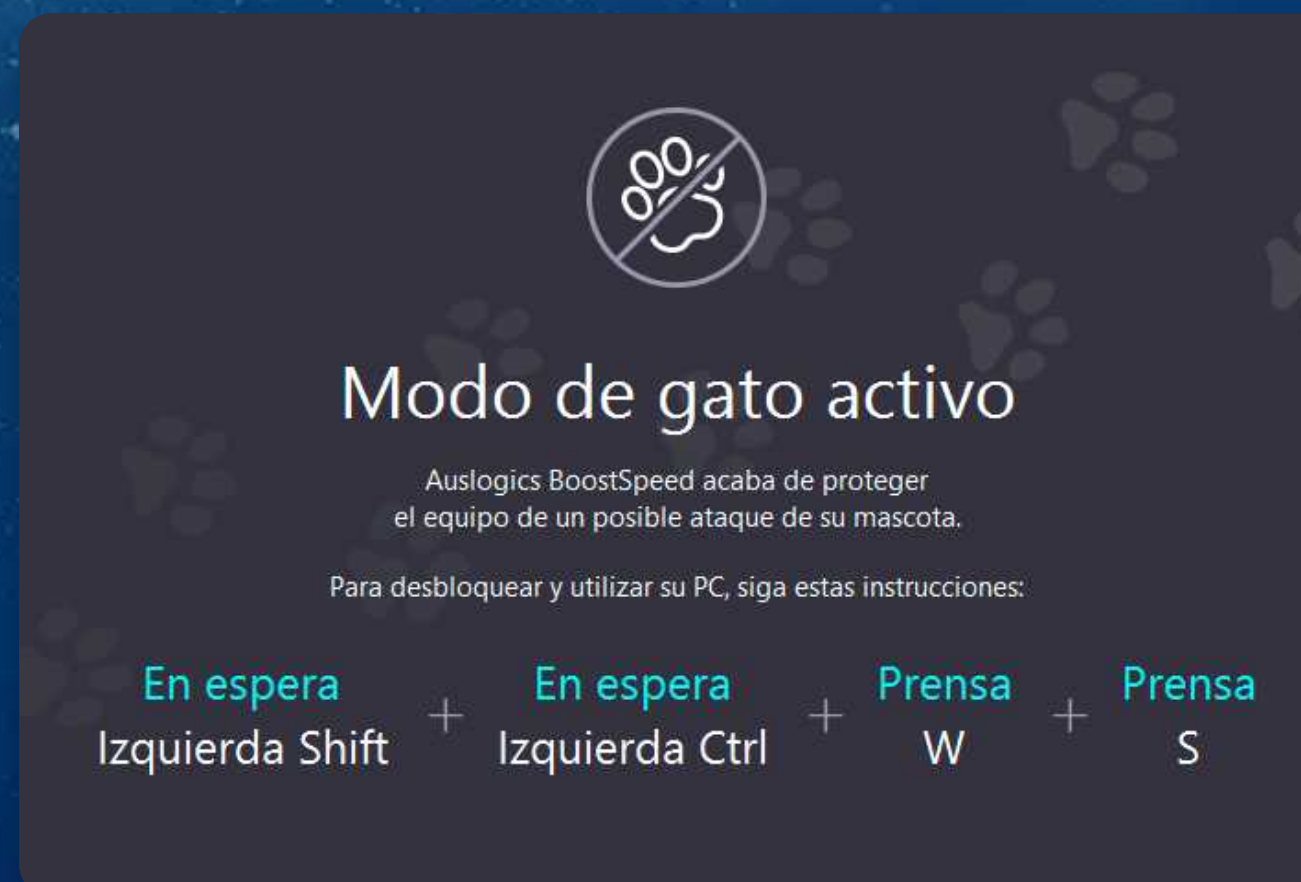 Modo de gato activo
Auslogics BoostSpeed acaba de proteger
el equipo de un posible ataque de su mascota.
Para desbloquear y utilizar su PC, siga estas instrucciones:
En espera + En espera + Prensa + Prensa
Izquierda Shift Izquierda Ctrl W S